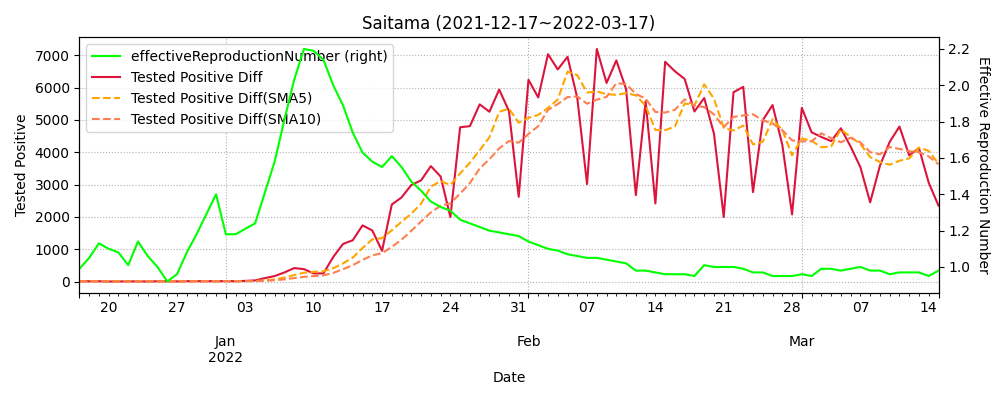 Saitama (2021-12-17~2022-03-17)
effectiveReproductionNumber (right)
Tested Positive Diff
Tested Positive Diff(SMA5)
Tested Positive Diff(SMA10)
Tested Positive
7000
6000
5000
4000
3000
2000
1000
0
Effective Reproduction Number
2.2
2.0
1.8
1.6
1.4
1.2
1.0
20 27 03 10 17 24 31 07 14 21 28 07 14
Jan Feb Mar
2022
Date